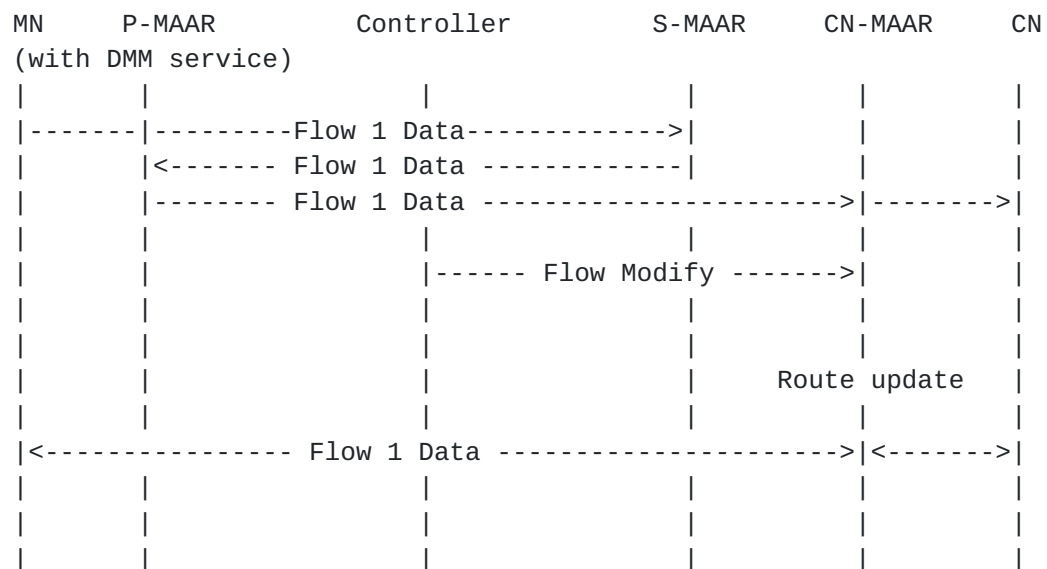 MN P-MAAR Controller S-MAAR CN-MAAR CN
(with DMM service)
|-------|---------Flow 1 Data------------->|
|<------- Flow 1 Data -------------|
|-------- Flow 1 Data ----------------------->|-------->|
|------ Flow Modify ------->|
Route update
|<---------------- Flow 1 Data ---------------------->|<------->|